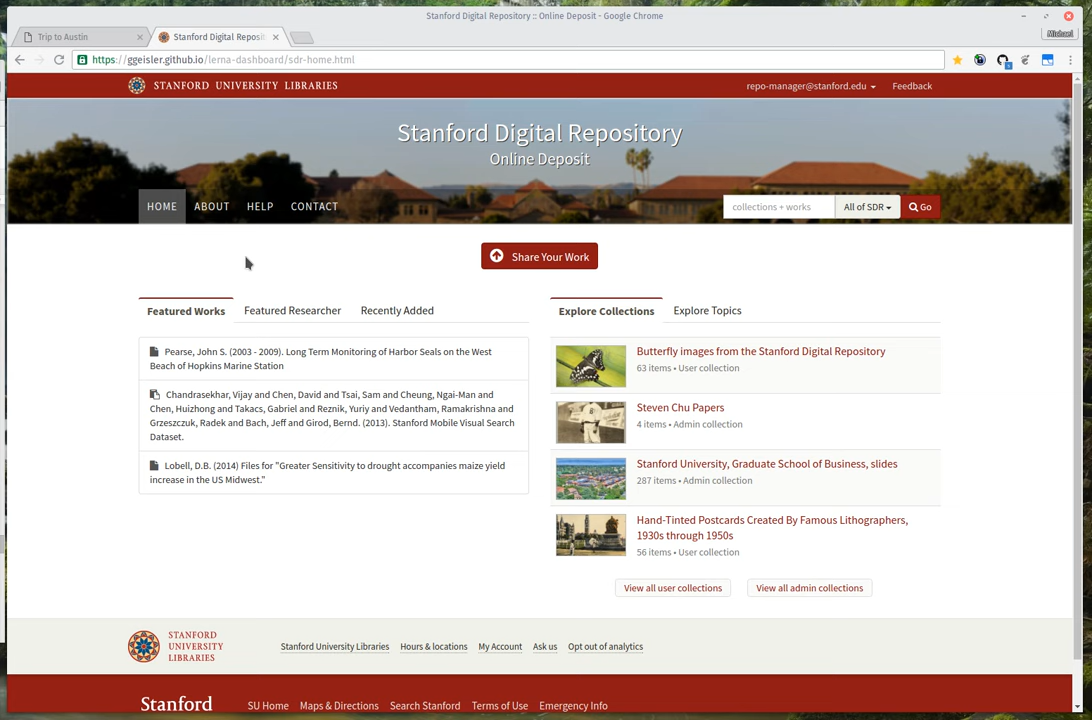 Stanford Digital Repository :: Online Deposit - Google Chrome
Michael
Trip to Austin
Stanford Digital Reposit
https://ggeisler.github.io/lerna-dashboard/sdr-home.html
STANFORD UNIVERSITY LIBRARIES
repo-manager@stanford.edu
Feedback
Stanford Digital Repository
Online Deposit
HOME
ABOUT
HELP
CONTACT
collections + works
All of SDR
Go
Share Your Work
Featured Works
Featured Researcher
Recently Added
Pearse, John S. (2003 - 2009). Long Term Monitoring of Harbor Seals on the West
Beach of Hopkins Marine Station
Chandrasekhar, Vijay and Chen, David and Tsai, Sam and Cheung, Ngai-Man and
Chen, Huizhong and Takacs, Gabriel and Reznik, Yuriy and Vedantham, Ramakrishna and
Grzeszczuk, Radek and Bach, Jeff and Girod, Bernd. (2013). Stanford Mobile Visual Search
Dataset.
Lobell, D.B. (2014) Files for "Greater Sensitivity to drought accompanies maize yield
increase in the US Midwest."
Explore Collections
Explore Topics
Butterfly images from the Stanford Digital Repository
63 items • User collection
Steven Chu Papers
4 items • Admin collection
Stanford University, Graduate School of Business, slides
287 items • Admin collection
Hand-Tinted Postcards Created By Famous Lithographers,
1930s through 1950s
56 items • User collection
View all user collections
View all admin collections
STANFORD
UNIVERSITY
LIBRARIES
Stanford University Libraries
Hours & locations
My Account
Ask us
Opt out of analytics
Stanford
SU Home
Maps & Directions
Search Stanford
Terms of Use
Emergency Info